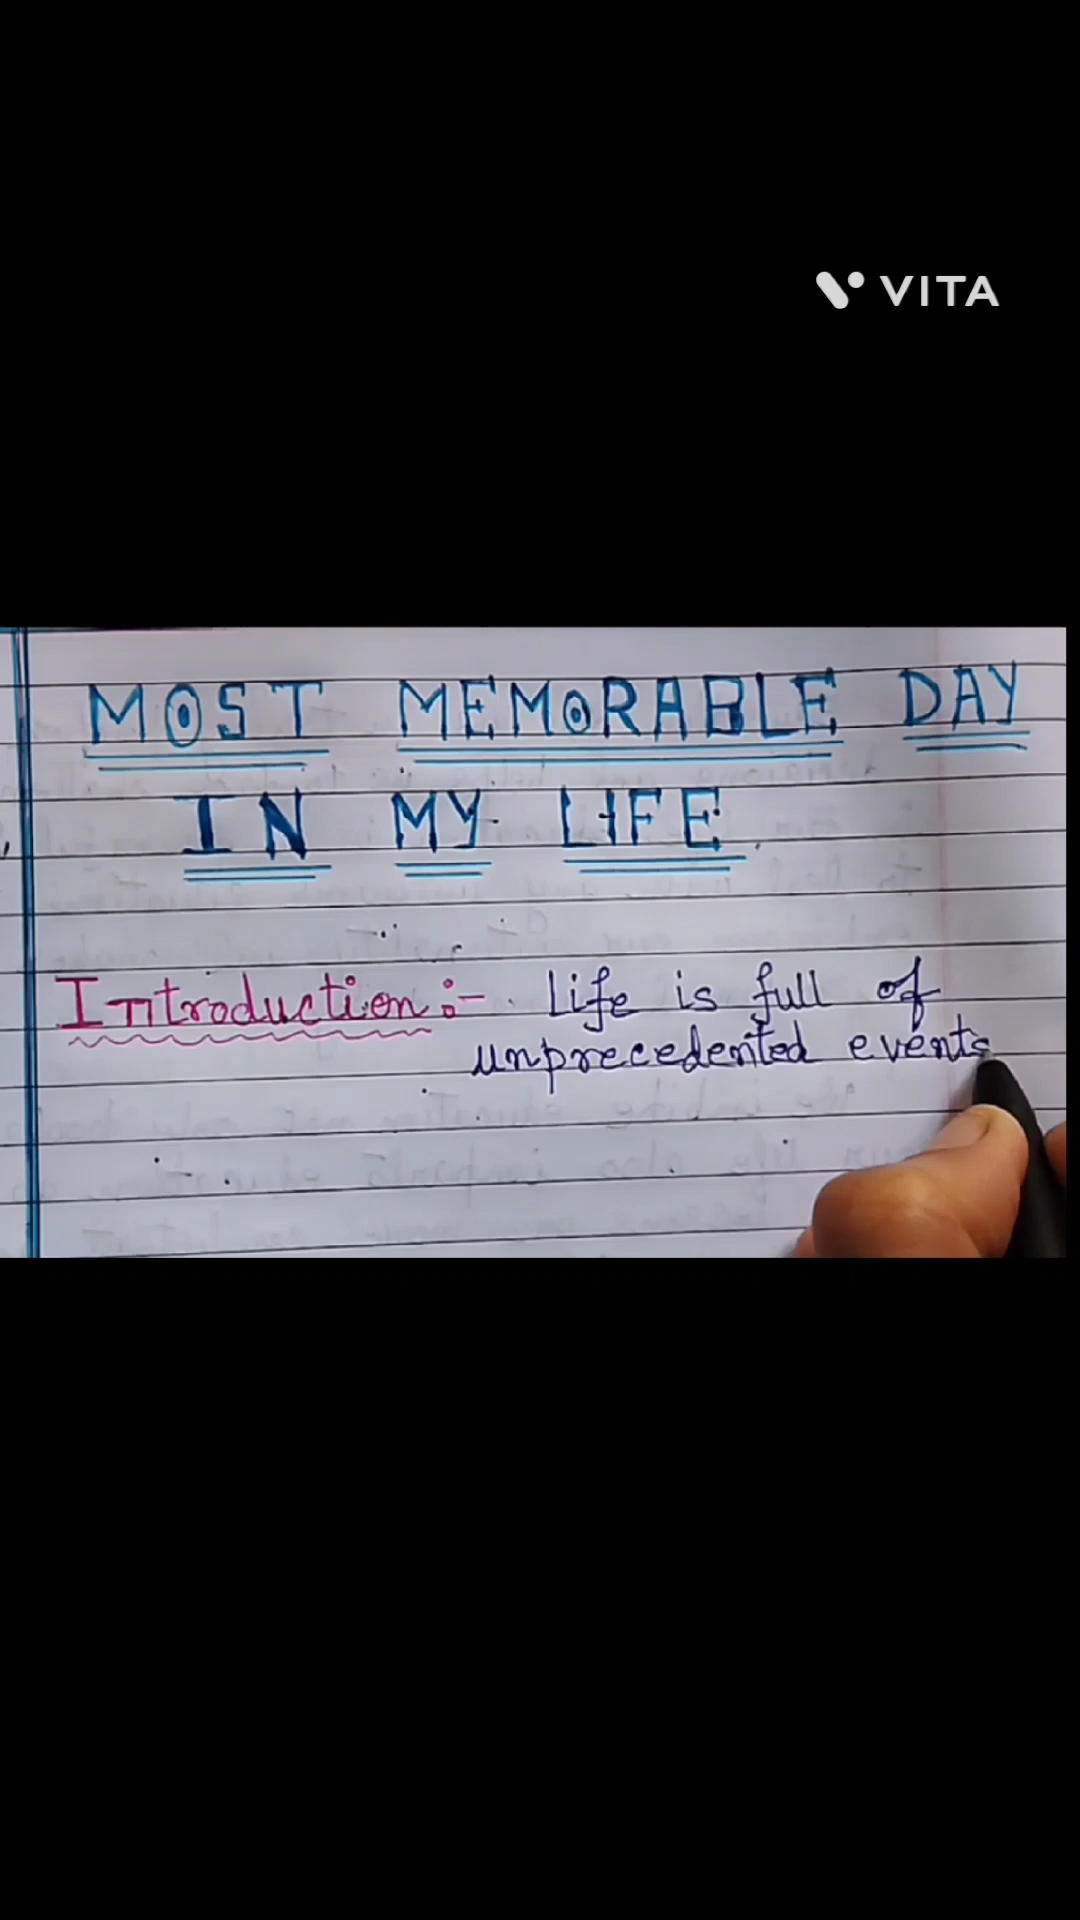 VITA
MOST MEMORABLE DAY
IN MY LIFE
Introduction :- Life is full of
unprecedented events